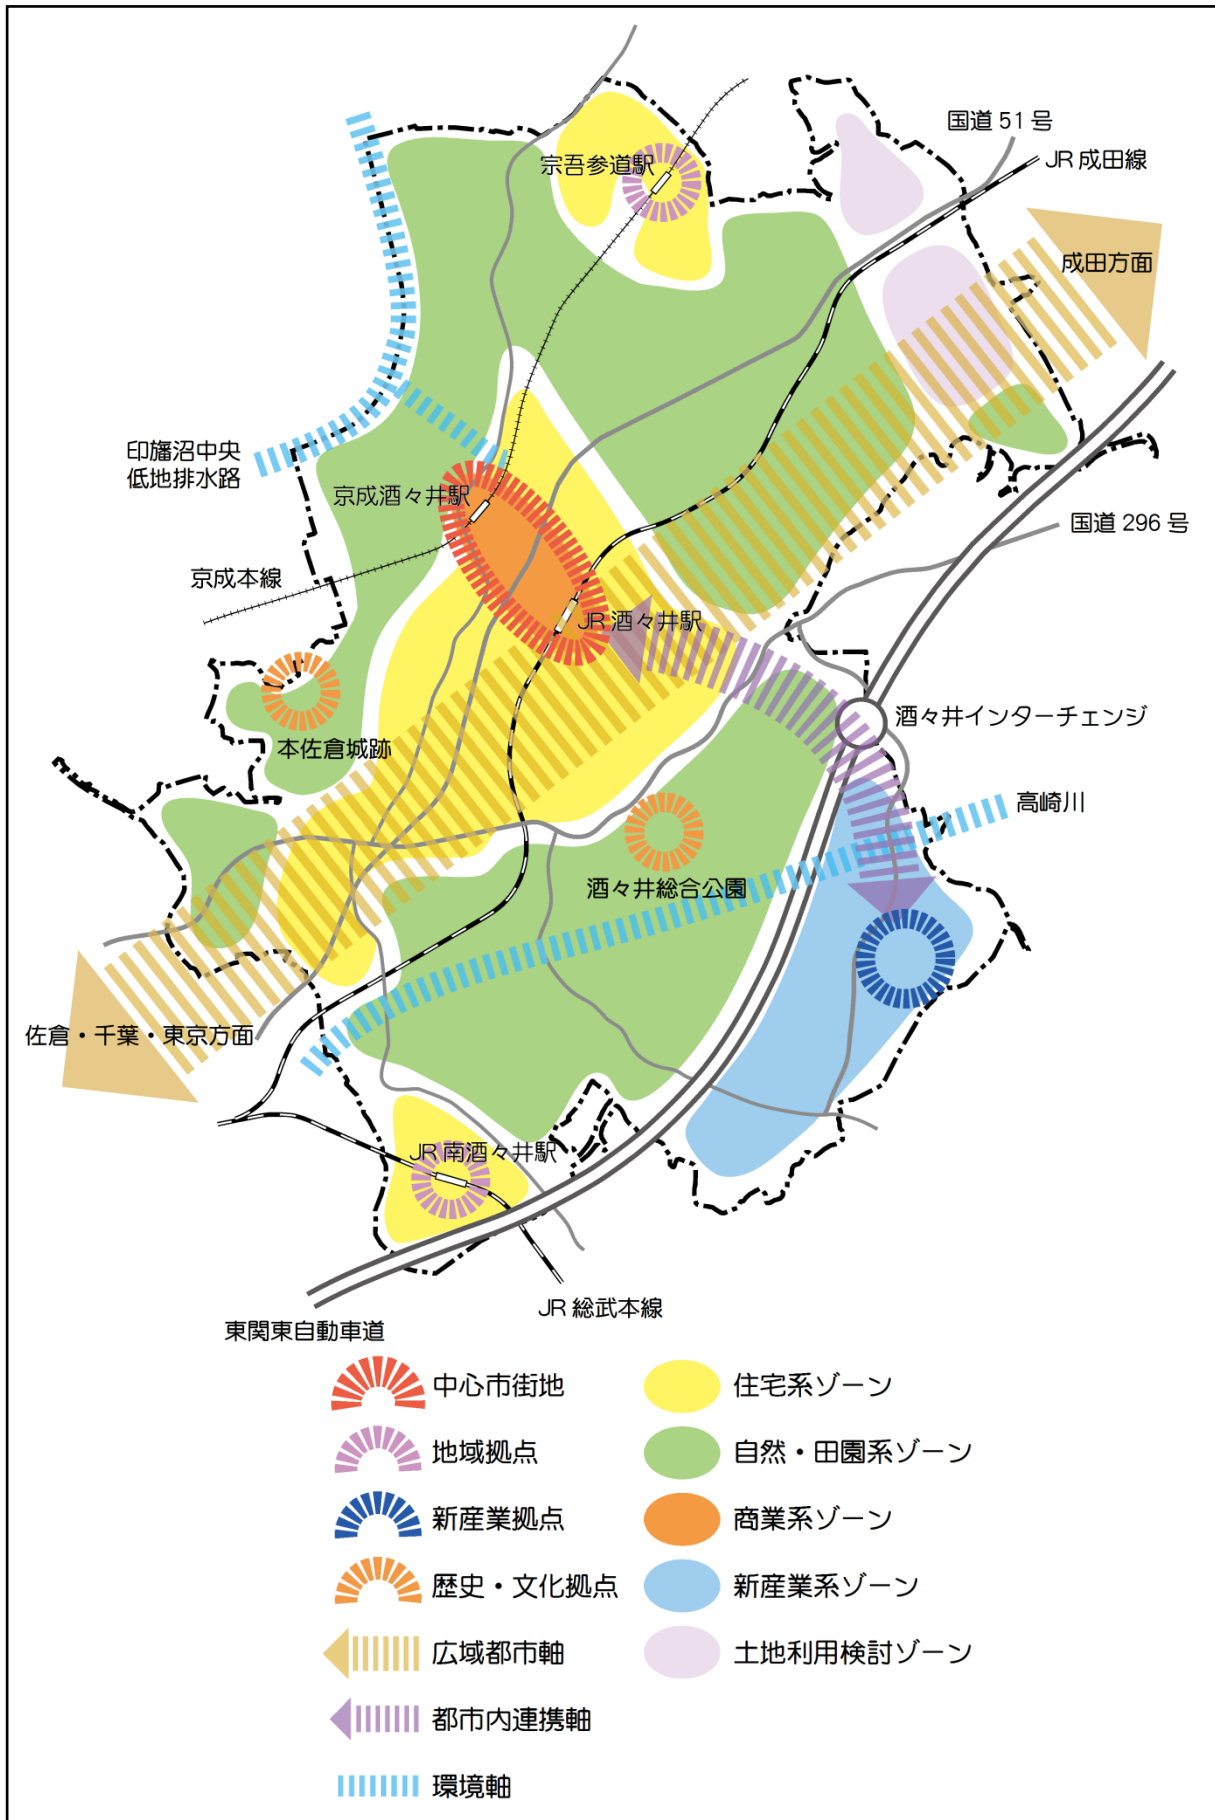 国道 51 号
JR 成田線
宗吾参道駅
成田方面
印旛沼中央
低地排水路
京成酒々井駅
国道 296 号
京成本線
JR 酒々井駅
酒々井インターチェンジ
本佐倉城跡
高崎川
酒々井総合公園
佐倉・千葉・東京方面
JR 南酒々井駅
JR 総武本線
東関東自動車道
中心市街地
地域拠点
新産業拠点
歴史・文化拠点
広域都市軸
都市内連携軸
環境軸
住宅系ゾーン
自然・田園系ゾーン
商業系ゾーン
新産業系ゾーン
土地利用検討ゾーン